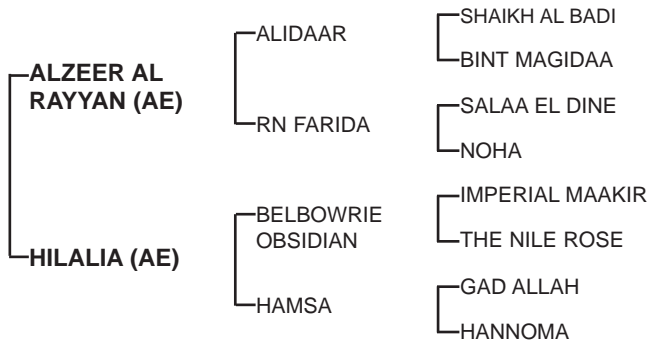 ALZEER AL
RAYYAN (AE)
ALIDAAR
SHAIKH AL BADI
BINT MAGIDAA
RN FARIDA
SALAA EL DINE
NOHA
HILALIA (AE)
BELBOWRIE
OBSIDIAN
IMPERIAL MAAKIR
THE NILE ROSE
HAMSA
GAD ALLAH
HANNOMA